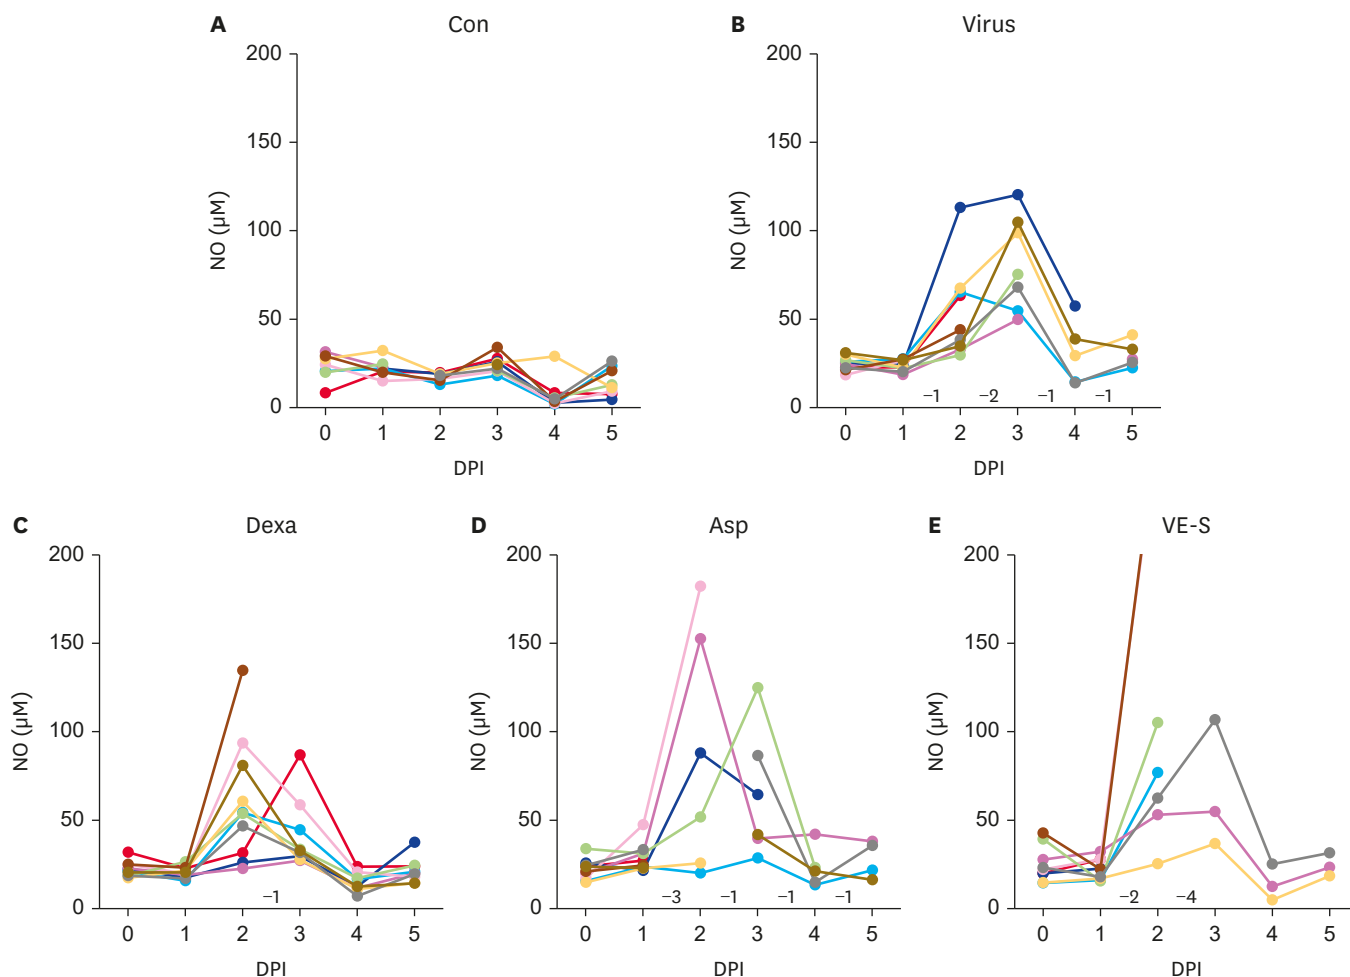 A Con
200
150
100
50
0
NO (µM)
0 1 2 3 4 5
DPI
B Virus
200
150
100
50
0
NO (µM)
−1 −2 −1 −1
0 1 2 3 4 5
DPI
C Dexa
200
150
100
50
0
NO (µM)
−1
0 1 2 3 4 5
DPI
D Asp
200
150
100
50
0
NO (µM)
−3 −1 −1 −1
0 1 2 3 4 5
DPI
E VE-S
200
150
100
50
0
NO (µM)
−2 −4
0 1 2 3 4 5
DPI